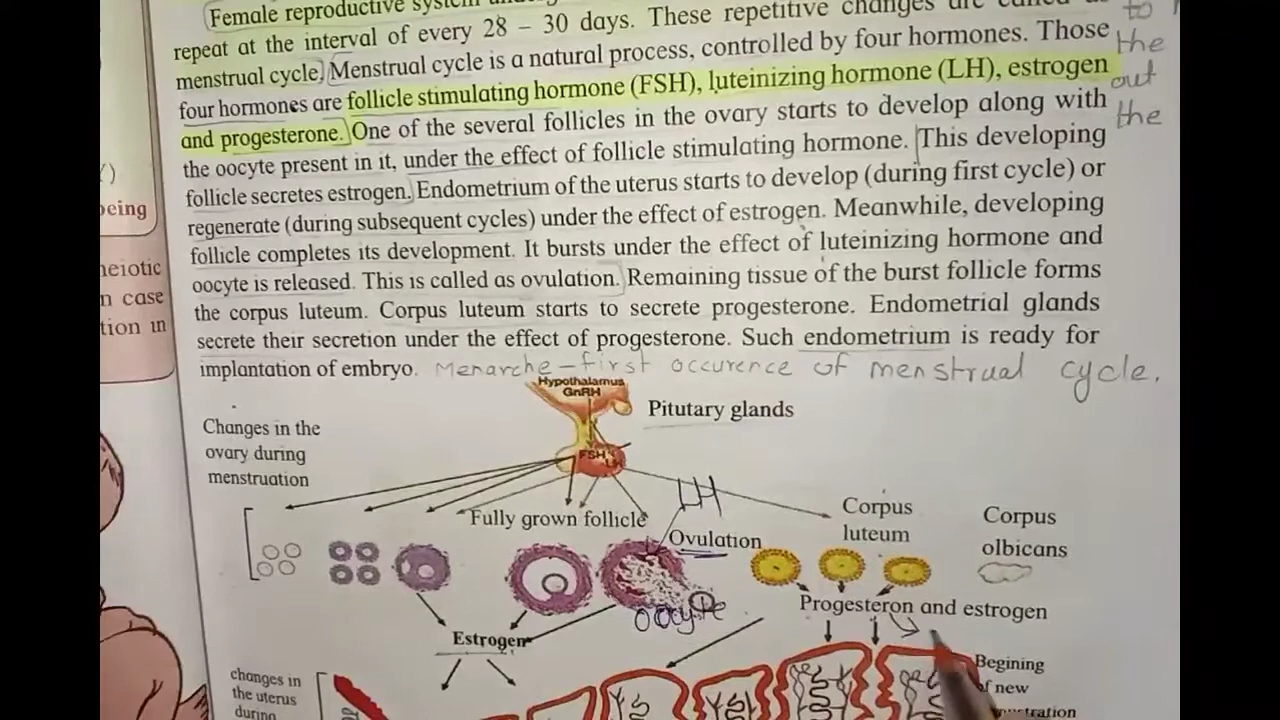 Female reproductive system
repeat at the interval of every 28 – 30 days. These repetitive changes are called as
menstrual cycle. Menstrual cycle is a natural process, controlled by four hormones. Those
four hormones are follicle stimulating hormone (FSH), luteinizing hormone (LH), estrogen
and progesterone. One of the several follicles in the ovary starts to develop along with
the oocyte present in it, under the effect of follicle stimulating hormone. This developing
follicle secretes estrogen. Endometrium of the uterus starts to develop (during first cycle) or
regenerate (during subsequent cycles) under the effect of estrogen. Meanwhile, developing
follicle completes its development. It bursts under the effect of luteinizing hormone and
oocyte is released. This is called as ovulation. Remaining tissue of the burst follicle forms
the corpus luteum. Corpus luteum starts to secrete progesterone. Endometrial glands
secrete their secretion under the effect of progesterone. Such endometrium is ready for
implantation of embryo. Menarche - first occurence of menstrual cycle.
to
the
out
the
being
neiotic
n case
tion in
Hypothalamus
GnRH
Pitutary glands
FSH
LH
Changes in the
ovary during
menstruation
Fully grown follicle
LH
Ovulation
Corpus
luteum
Corpus
olbicans
oocyte
Progesteron and estrogen
Estrogen
changes in
the uterus
during
Begining
of new